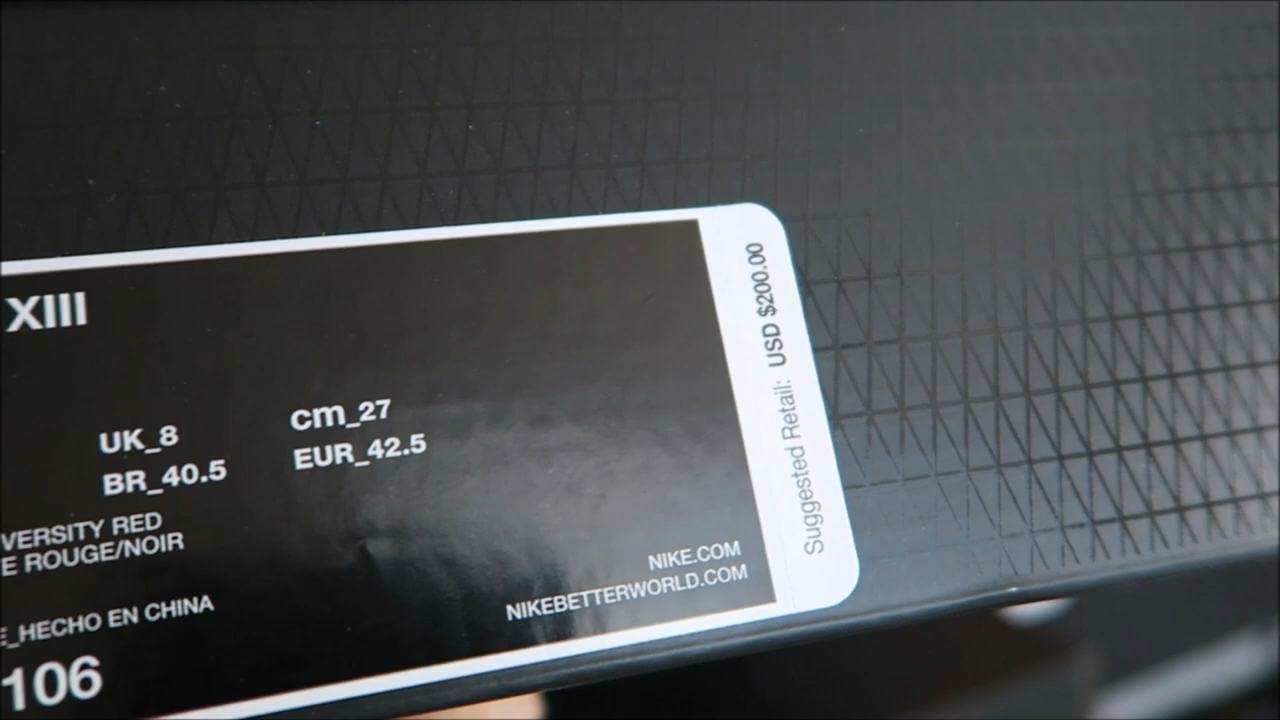 XIII
UK_8 cm_27
BR_40.5 EUR_42.5
VERSITY RED
E ROUGE/NOIR
E_HECHO EN CHINA
106
NIKE.COM
NIKEBETTERWORLD.COM
Suggested Retail: USD $200.00